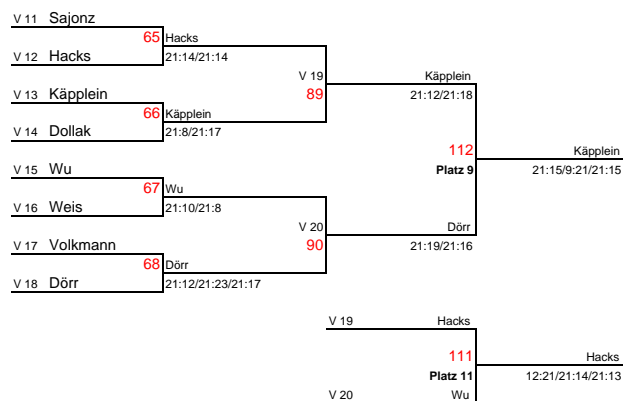 V 11 Sajonz
65 Hacks
V 12 Hacks 21:14/21:14
V 19 Käpplein
V 13 Käpplein 89 21:12/21:18
66 Käpplein
V 14 Dollak 21:8/21:17
112 Käpplein
V 15 Wu Platz 9 21:15/9:21/21:15
67 Wu
V 16 Weis 21:10/21:8
V 20 Dörr
V 17 Volkmann 90 21:19/21:16
68 Dörr
V 18 Dörr 21:12/21:23/21:17
V 19 Hacks
111 Hacks
Platz 11 12:21/21:14/21:13
V 20 Wu